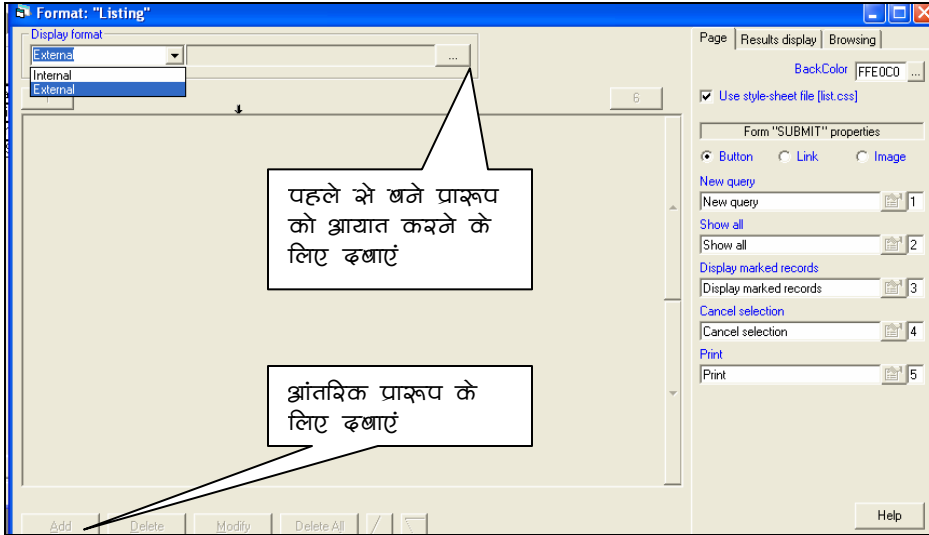 Format: "Listing"
Display format
External
...
Internal
External
6
पहले से बने प्रारूप
को आयात करने के
लिए दबाएं
आंतरिक प्रारूप के
लिए दबाएं
Add Delete Modify Delete All
Page Results display Browsing
BackColor FFE0C0 ...
Use style-sheet file [list.css]
Form "SUBMIT" properties
Button Link Image
New query
New query 1
Show all
Show all 2
Display marked records
Display marked records 3
Cancel selection
Cancel selection 4
Print
Print 5
Help